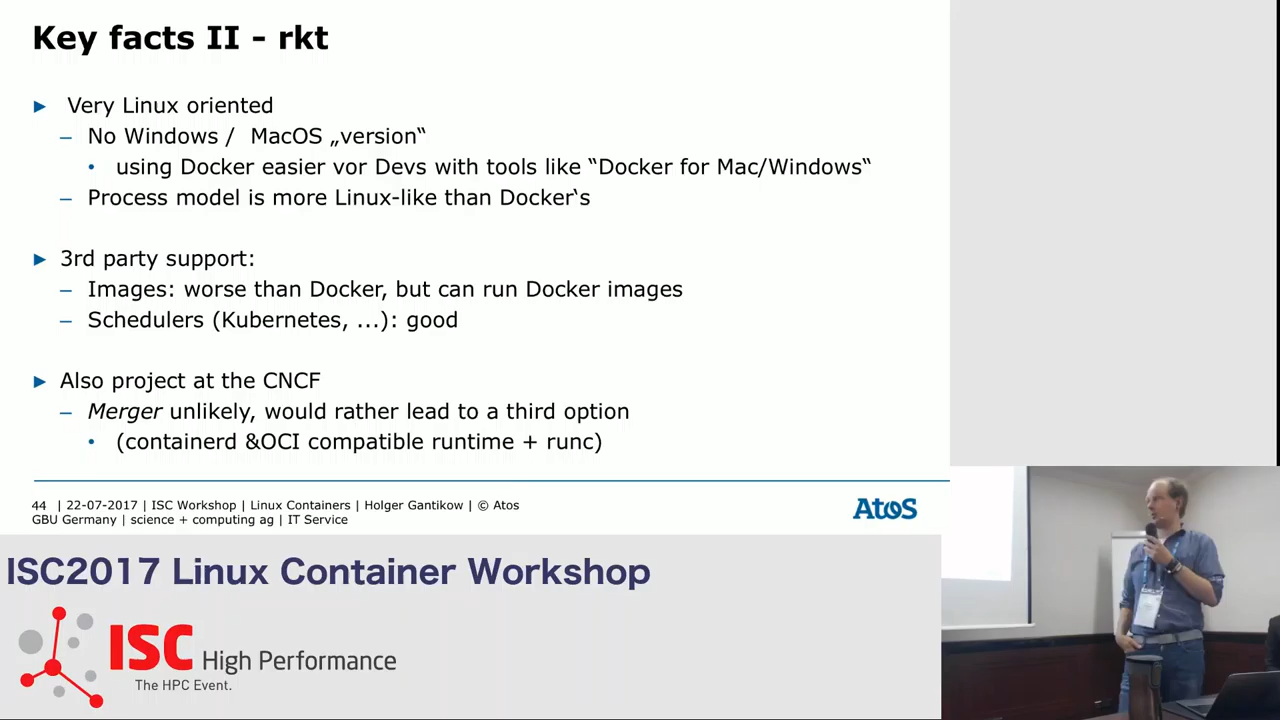 Key facts II - rkt
► Very Linux oriented
– No Windows / MacOS „version“
• using Docker easier vor Devs with tools like “Docker for Mac/Windows“
– Process model is more Linux-like than Docker‘s
► 3rd party support:
– Images: worse than Docker, but can run Docker images
– Schedulers (Kubernetes, ...): good
► Also project at the CNCF
– Merger unlikely, would rather lead to a third option
• (containerd &OCI compatible runtime + runc)
44 | 22-07-2017 | ISC Workshop | Linux Containers | Holger Gantikow | © Atos
GBU Germany | science + computing ag | IT Service
Atos
ISC2017 Linux Container Workshop
ISC High Performance
The HPC Event.